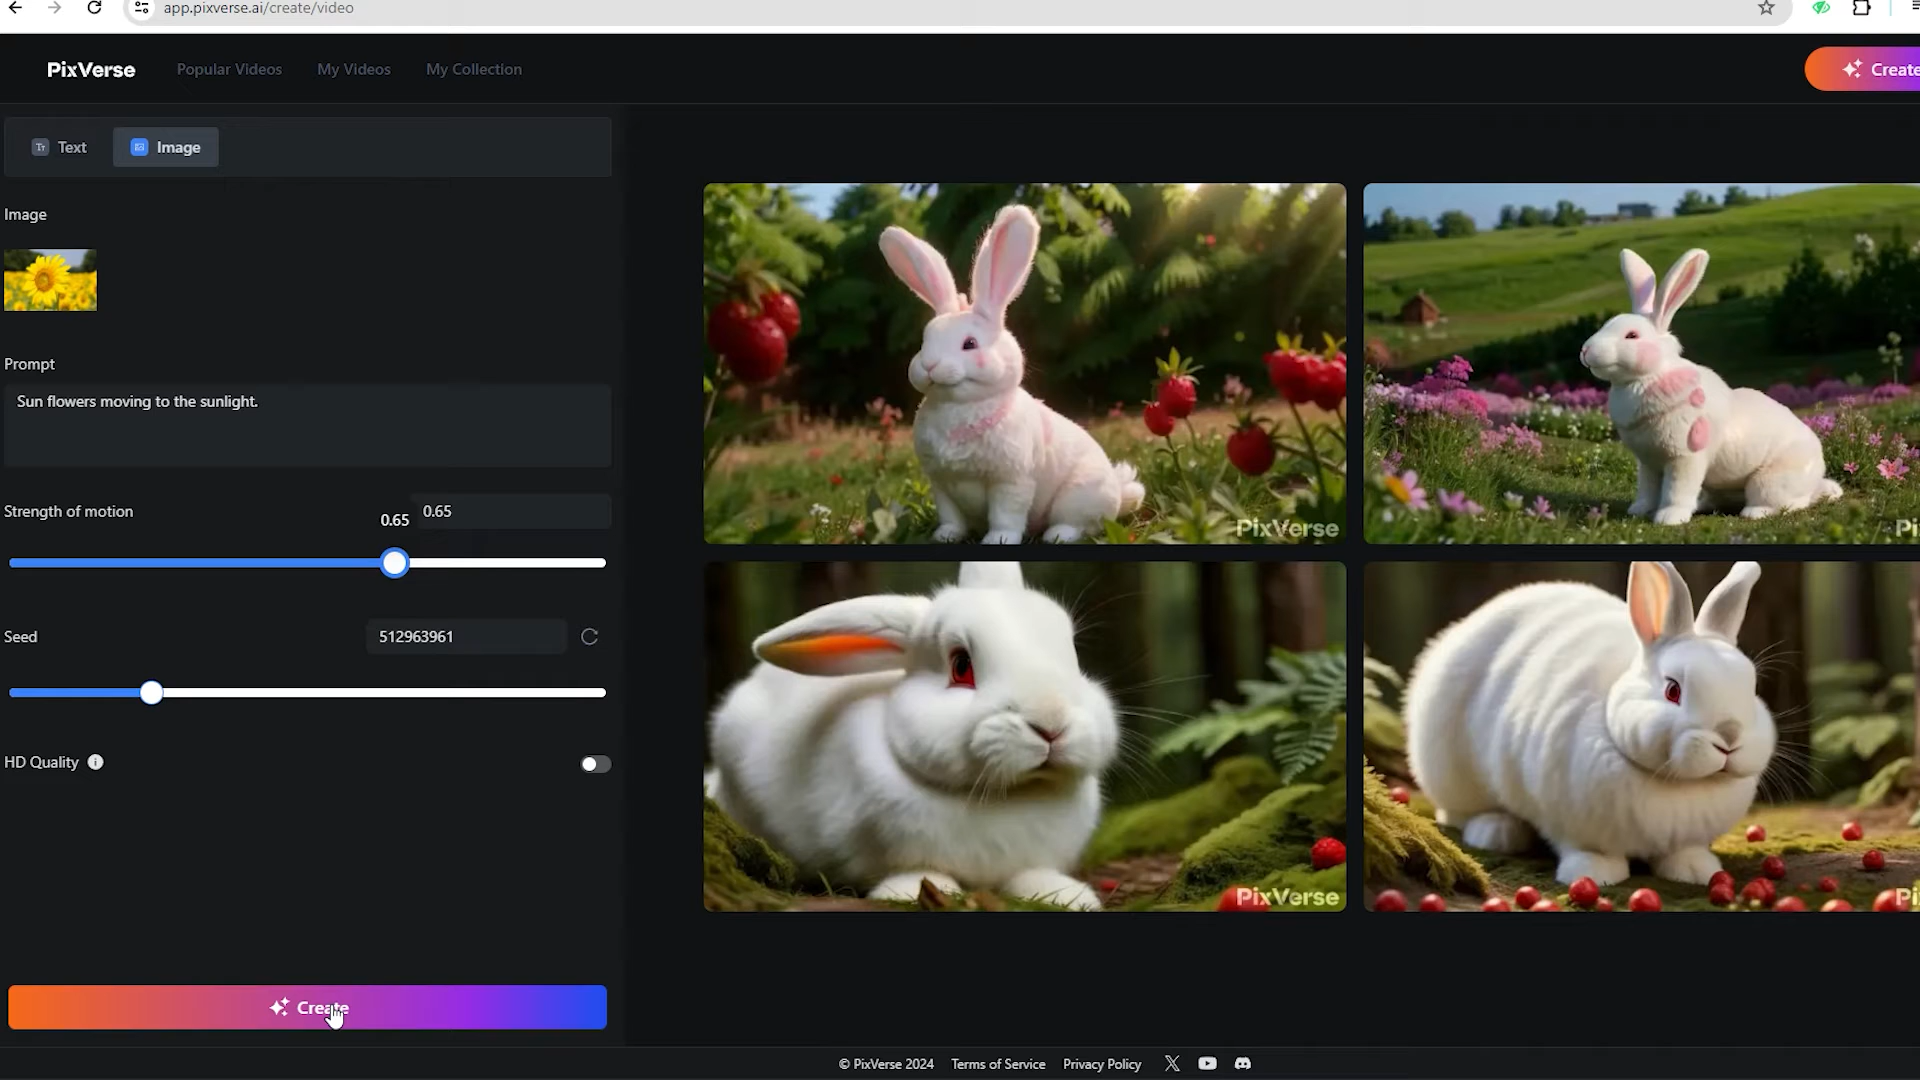 app.pixverse.ai/create/video
PixVerse
Popular Videos
My Videos
My Collection
Create
Text
Image
Image
Prompt
Sun flowers moving to the sunlight.
Strength of motion
0.65
0.65
Seed
512963961
HD Quality
Create
PixVerse
Pi
PixVerse
Pi
© PixVerse 2024
Terms of Service
Privacy Policy